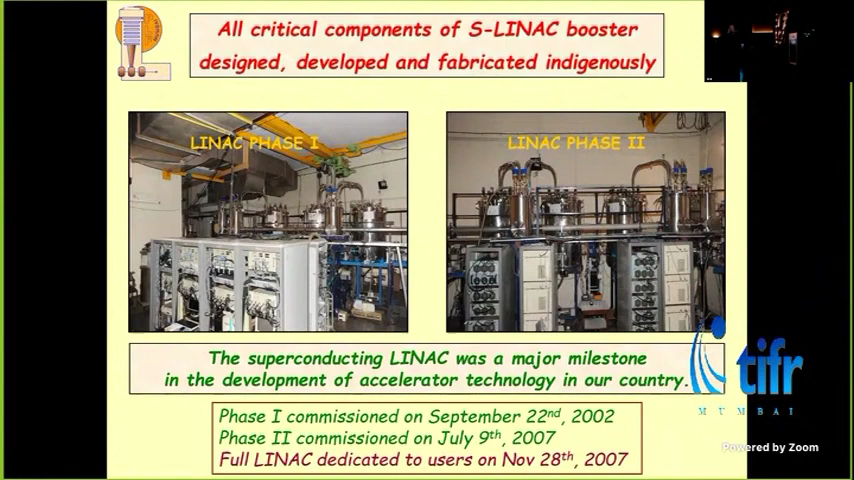 All critical components of S-LINAC booster
designed, developed and fabricated indigenously
LINAC PHASE I
LINAC PHASE II
The superconducting LINAC was a major milestone
in the development of accelerator technology in our country.
tifr
MUMBAI
Phase I commissioned on September 22nd, 2002
Phase II commissioned on July 9th, 2007
Full LINAC dedicated to users on Nov 28th, 2007
Powered by Zoom